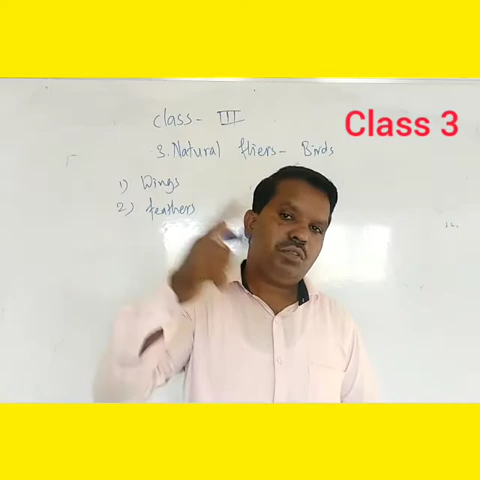 Class - III
Class 3
3. Natural fliers - Birds
1) Wings
2) feathers